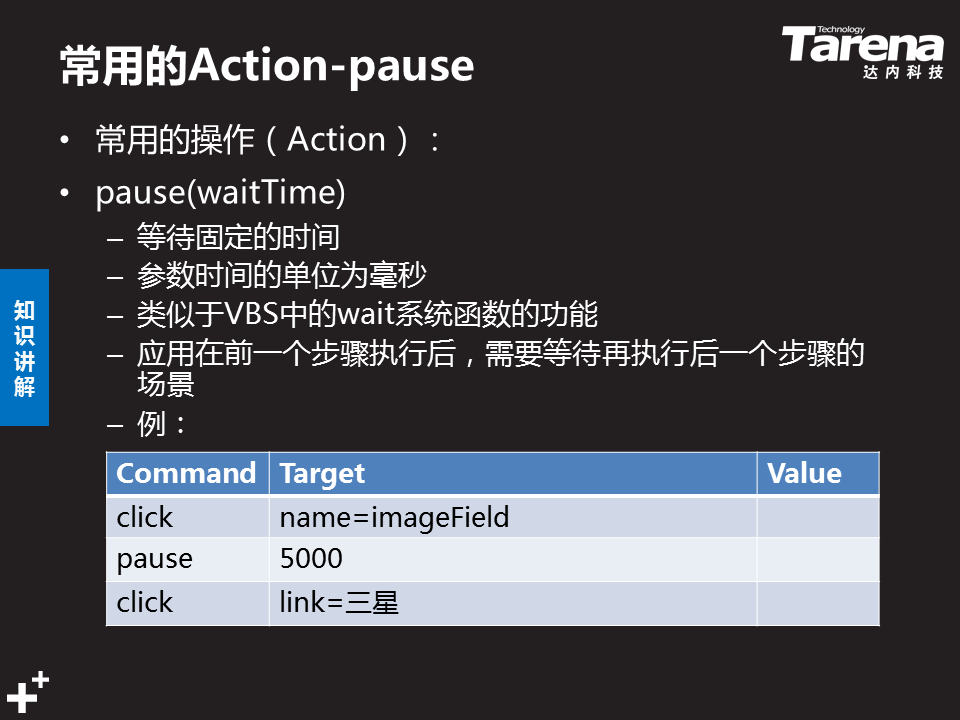 常用的Action-pause
Technology
Tarena
达内科技
• 常用的操作（Action）：
• pause(waitTime)
– 等待固定的时间
– 参数时间的单位为毫秒
– 类似于VBS中的wait系统函数的功能
– 应用在前一个步骤执行后，需要等待再执行后一个步骤的
场景
– 例：
知
识
讲
解
Command Target Value
click name=imageField
pause 5000
click link=三星